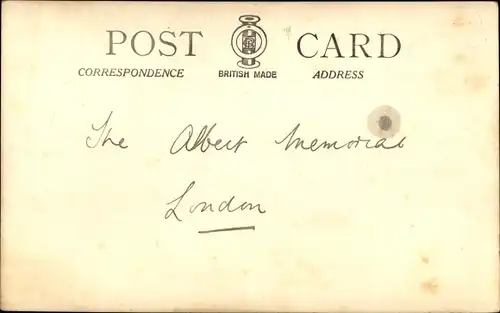 POST CARD
CORRESPONDENCE BRITISH MADE ADDRESS
The Albert Memorial
London